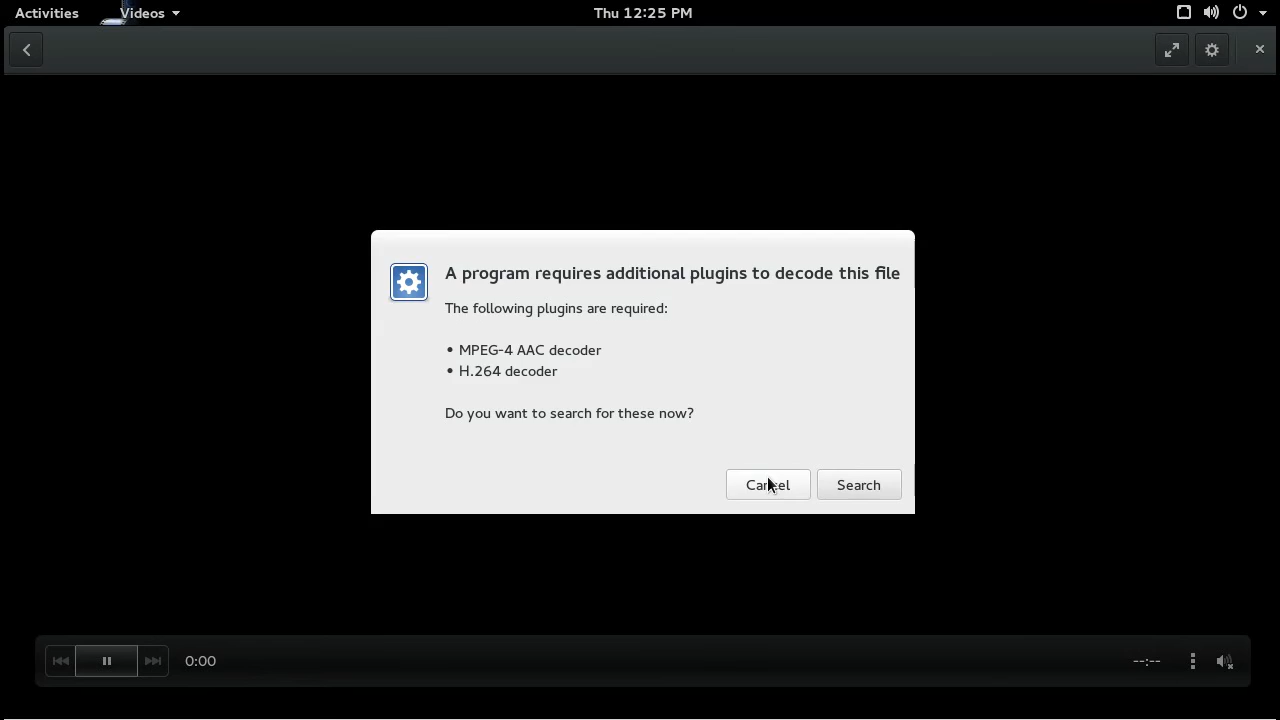 Activities Videos Thu 12:25 PM
A program requires additional plugins to decode this file
The following plugins are required:
• MPEG-4 AAC decoder
• H.264 decoder
Do you want to search for these now?
Cancel Search
0:00 --:--